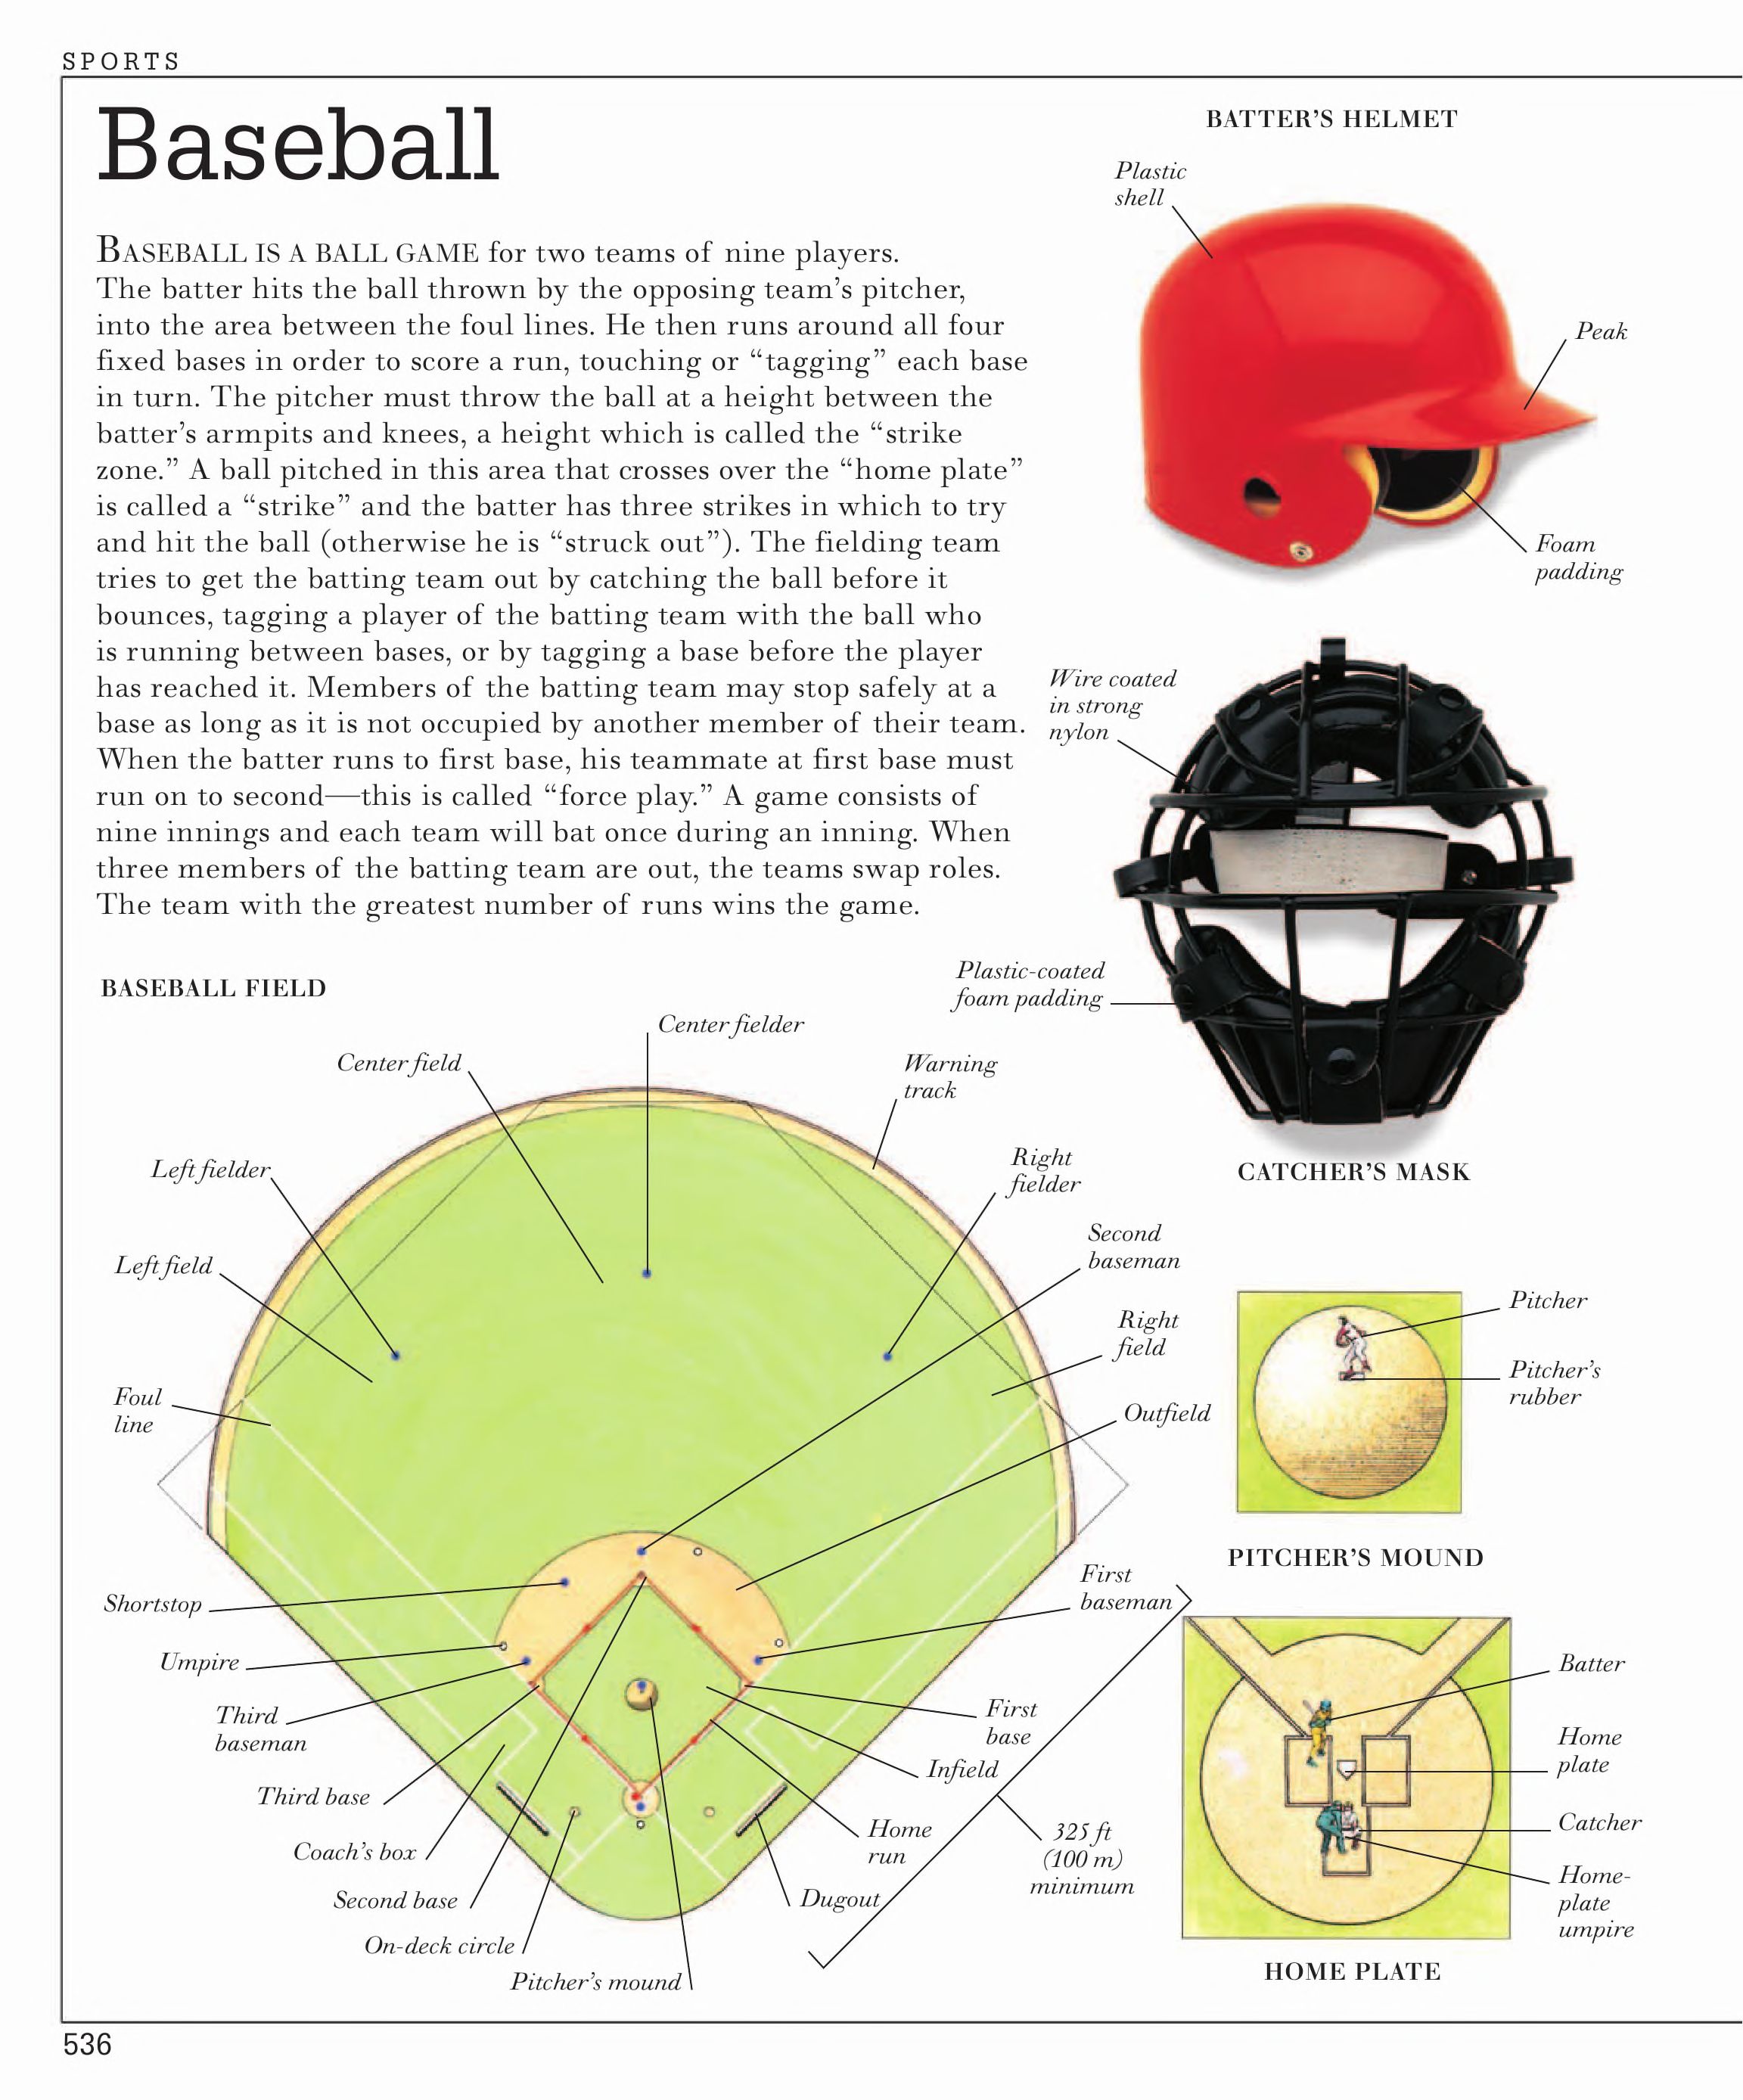 SPORTS
Baseball
BASEBALL IS A BALL GAME for two teams of nine players.
The batter hits the ball thrown by the opposing team’s pitcher,
into the area between the foul lines. He then runs around all four
fixed bases in order to score a run, touching or “tagging” each base
in turn. The pitcher must throw the ball at a height between the
batter’s armpits and knees, a height which is called the “strike
zone.” A ball pitched in this area that crosses over the “home plate”
is called a “strike” and the batter has three strikes in which to try
and hit the ball (otherwise he is “struck out”). The fielding team
tries to get the batting team out by catching the ball before it
bounces, tagging a player of the batting team with the ball who
is running between bases, or by tagging a base before the player
has reached it. Members of the batting team may stop safely at a
base as long as it is not occupied by another member of their team.
When the batter runs to first base, his teammate at first base must
run on to second—this is called “force play.” A game consists of
nine innings and each team will bat once during an inning. When
three members of the batting team are out, the teams swap roles.
The team with the greatest number of runs wins the game.
BATTER’S HELMET
Plastic
shell
Peak
Foam
padding
Wire coated
in strong
nylon
Plastic-coated
foam padding
CATCHER’S MASK
BASEBALL FIELD
Center fielder
Center field
Warning
track
Left fielder
Right
fielder
Second
baseman
Left field
Right
field
Foul
line
Outfield
Shortstop
First
baseman
Umpire
Third
baseman
First
base
Infield
Third base
Home
run
325 ft
(100 m)
minimum
Coach’s box
Second base
Dugout
On-deck circle
Pitcher’s mound
Pitcher
Pitcher’s
rubber
PITCHER’S MOUND
Batter
Home
plate
Catcher
Home-
plate
umpire
HOME PLATE
536